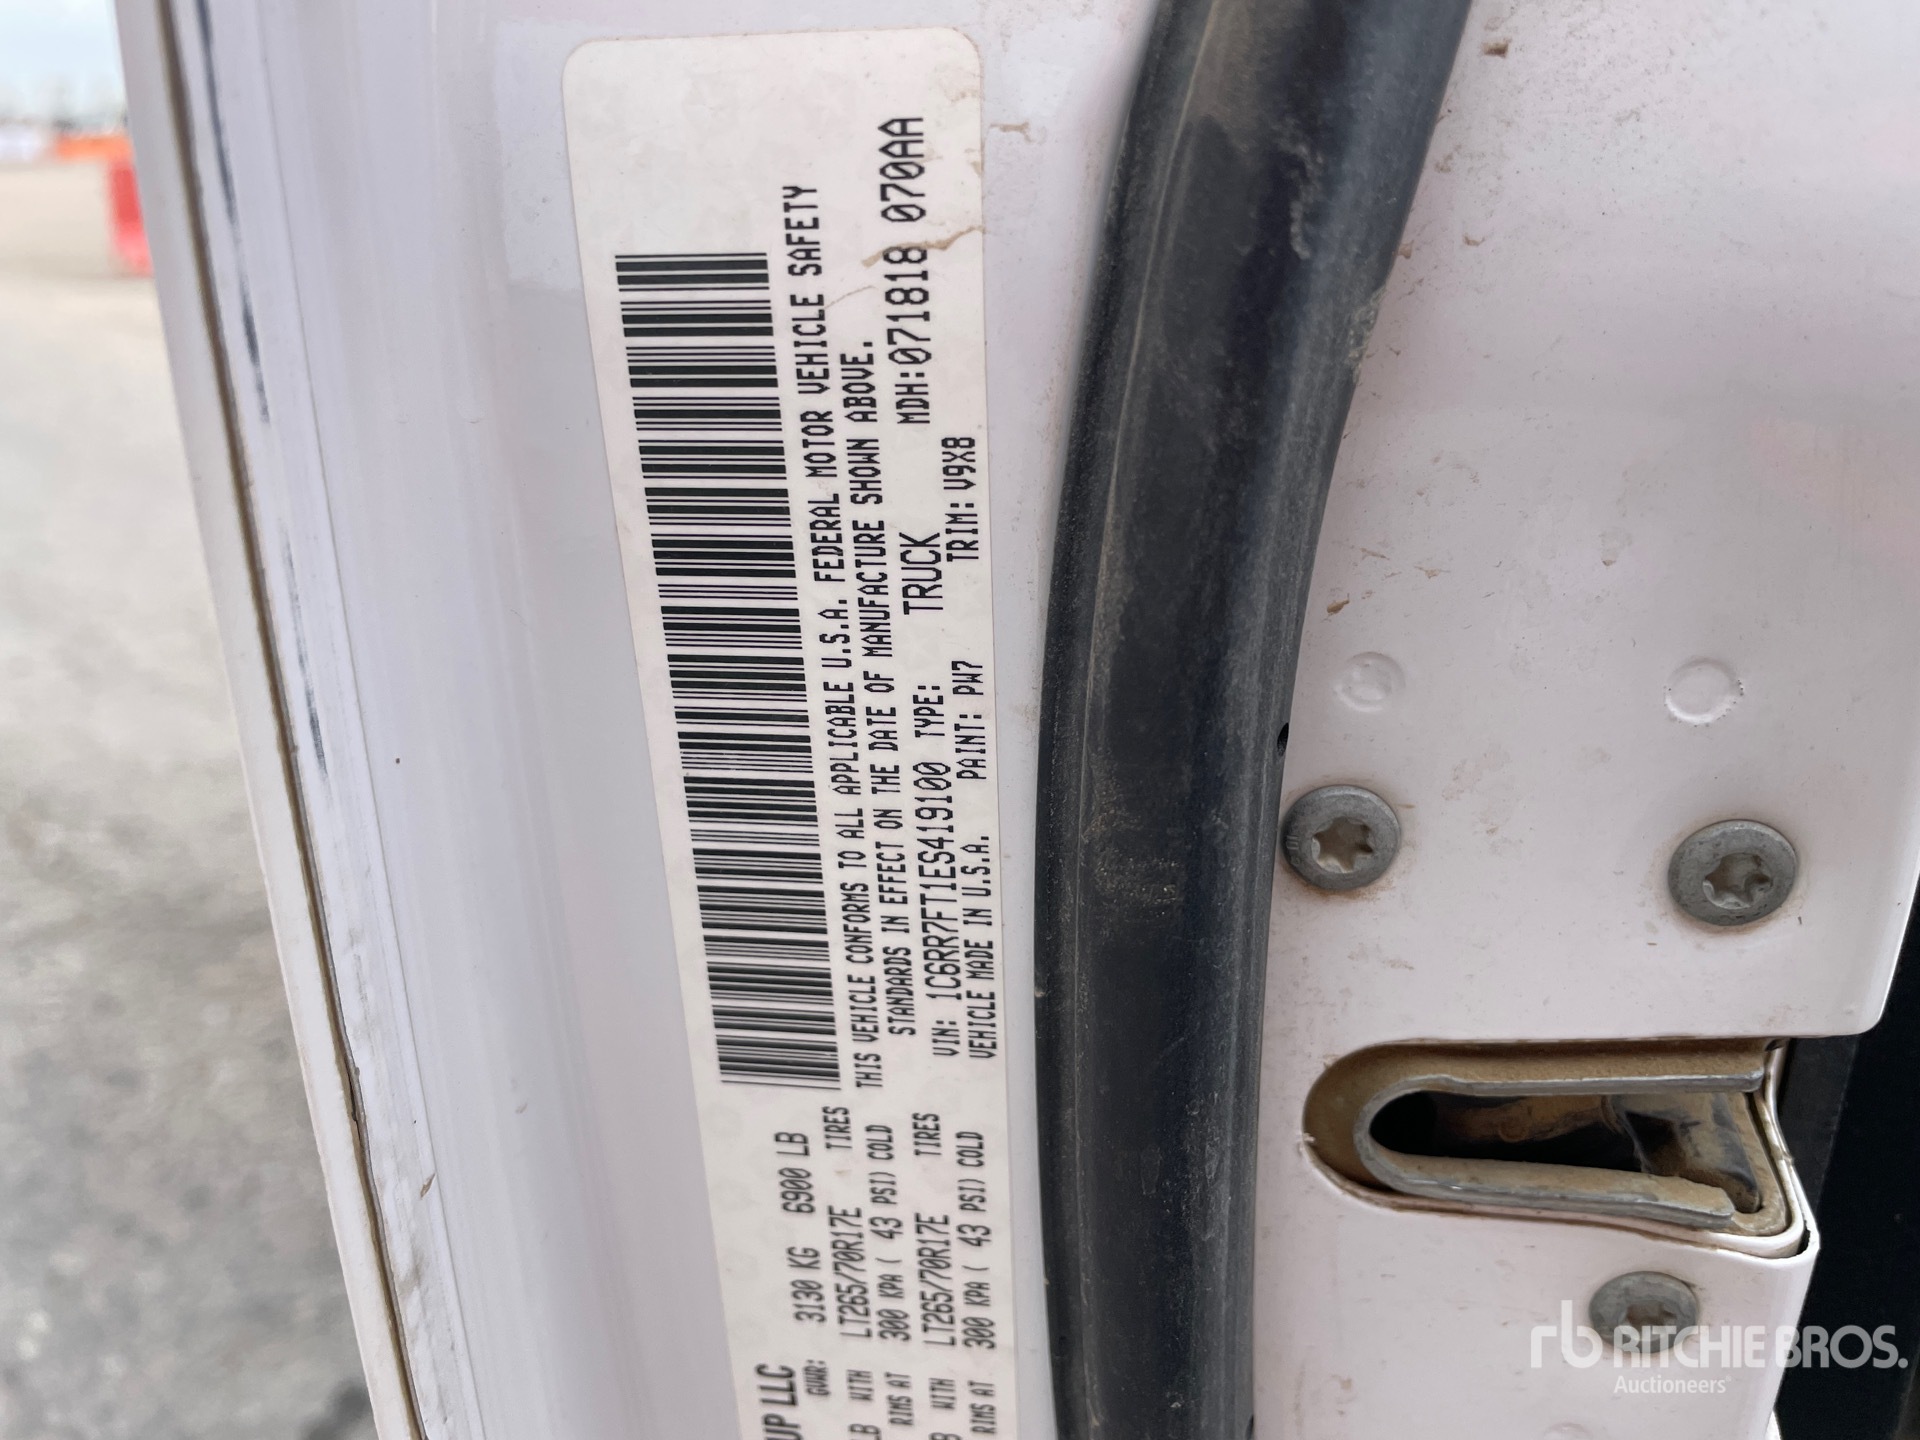 UP LLC
GVWR: 3130 KG 6900 LB
LB WITH LT265/70R17E TIRES
RIMS AT 300 KPA ( 43 PSI) COLD
B WITH LT265/70R17E TIRES
RIMS AT 300 KPA ( 43 PSI) COLD
THIS VEHICLE CONFORMS TO ALL APPLICABLE U.S.A. FEDERAL MOTOR VEHICLE SAFETY
STANDARDS IN EFFECT ON THE DATE OF MANUFACTURE SHOWN ABOVE.
VIN: 1C6RR7FT1ES419100 TYPE: TRUCK MDH:071818 070AA
VEHICLE MADE IN U.S.A. PAINT: PW7 TRIM: V9X8
rb RITCHIE BROS.
Auctioneers